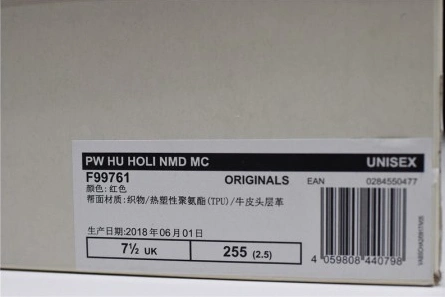 PW HU HOLI NMD MC UNISEX
F99761 ORIGINALS EAN 0284550477
颜色: 红色
帮面材质: 织物/热塑性聚氨酯(TPU)/牛皮头层革
生产日期: 2018年06月01日
7½ UK 255 (2.5)
4 059808 440798